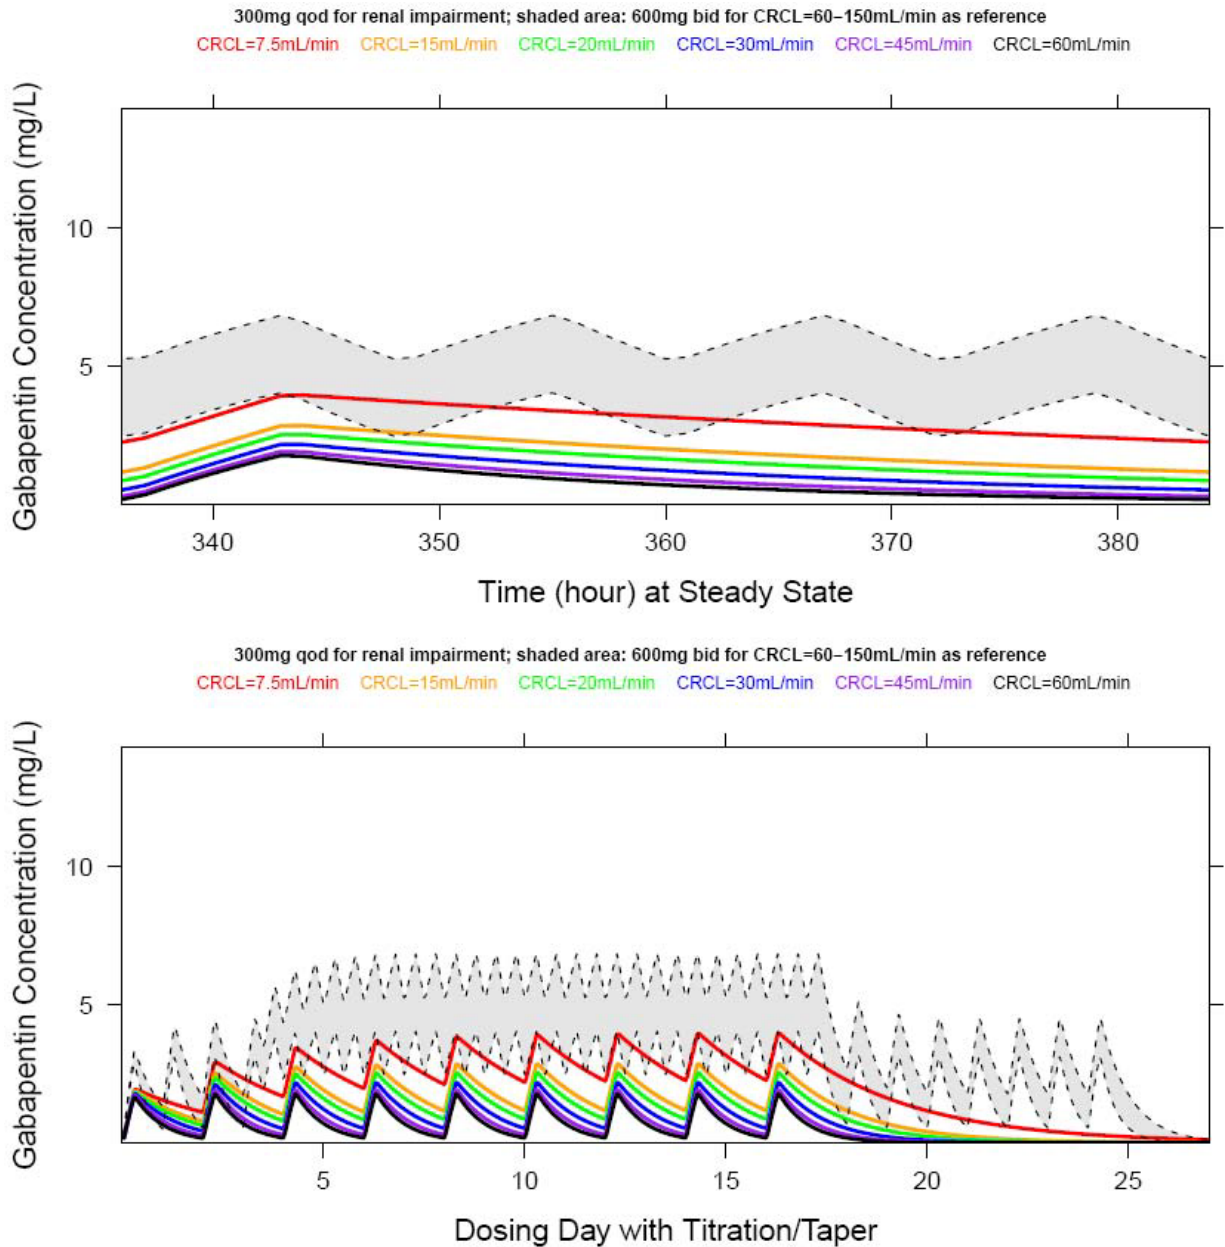 300mg qod for renal impairment; shaded area: 600mg bid for CRCL=60–150mL/min as reference
CRCL=7.5mL/min CRCL=15mL/min CRCL=20mL/min CRCL=30mL/min CRCL=45mL/min CRCL=60mL/min
Gabapentin Concentration (mg/L)
10
5
340 350 360 370 380
Time (hour) at Steady State
300mg qod for renal impairment; shaded area: 600mg bid for CRCL=60–150mL/min as reference
CRCL=7.5mL/min CRCL=15mL/min CRCL=20mL/min CRCL=30mL/min CRCL=45mL/min CRCL=60mL/min
Gabapentin Concentration (mg/L)
10
5
5 10 15 20 25
Dosing Day with Titration/Taper